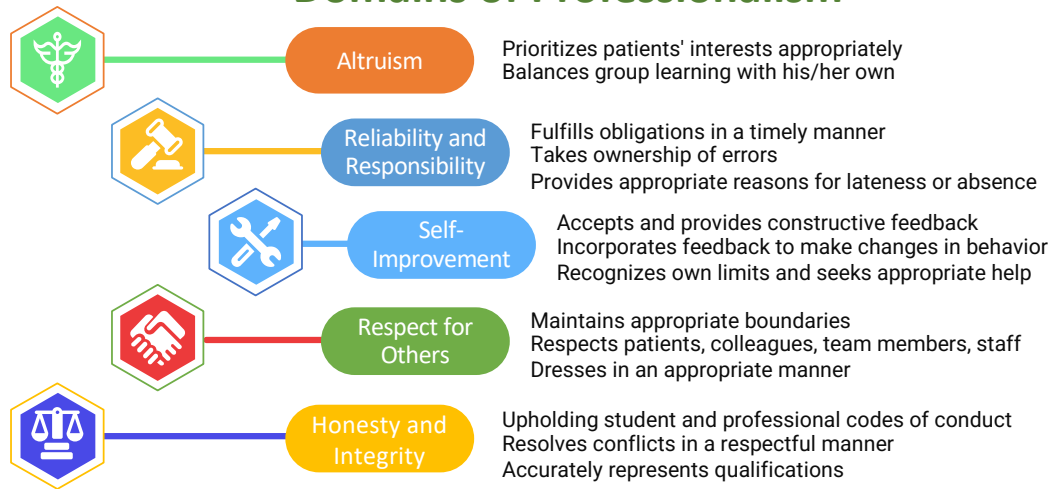 Domains of Professionalism
Altruism
Prioritizes patients' interests appropriately
Balances group learning with his/her own
Reliability and
Responsibility
Fulfills obligations in a timely manner
Takes ownership of errors
Provides appropriate reasons for lateness or absence
Self-
Improvement
Accepts and provides constructive feedback
Incorporates feedback to make changes in behavior
Recognizes own limits and seeks appropriate help
Respect for
Others
Maintains appropriate boundaries
Respects patients, colleagues, team members, staff
Dresses in an appropriate manner
Honesty and
Integrity
Upholding student and professional codes of conduct
Resolves conflicts in a respectful manner
Accurately represents qualifications